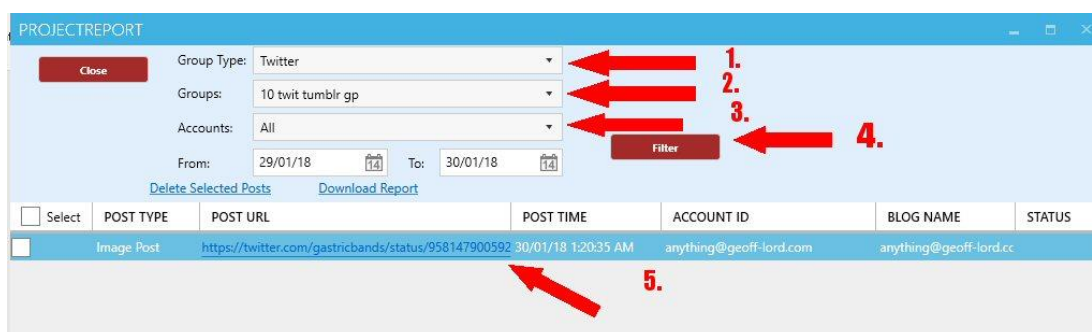 PROJECTREPORT
Close
Group Type: Twitter
1.
Groups: 10 twit tumblr gp
2.
Accounts: All
3.
Filter
4.
From: 29/01/18 14 To: 30/01/18 14
Delete Selected Posts Download Report
Select POST TYPE POST URL POST TIME ACCOUNT ID BLOG NAME STATUS
Image Post https://twitter.com/gastricbands/status/958147900592 30/01/18 1:20:35 AM anything@geoff-lord.com anything@geoff-lord.cc
5.